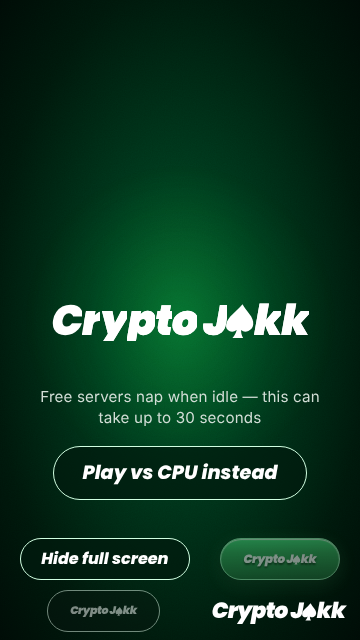 Crypto J♠kk
Free servers nap when idle — this can
take up to 30 seconds
Play vs CPU instead
Hide full screen
Crypto J♠kk
Crypto J♠kk
Crypto J♠kk